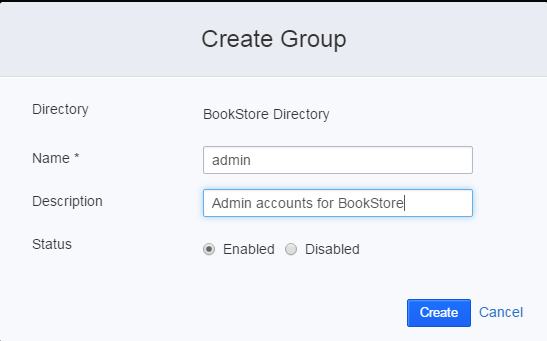 Create Group
Directory BookStore Directory
Name * admin
Description Admin accounts for BookStore
Status Enabled Disabled
Create Cancel